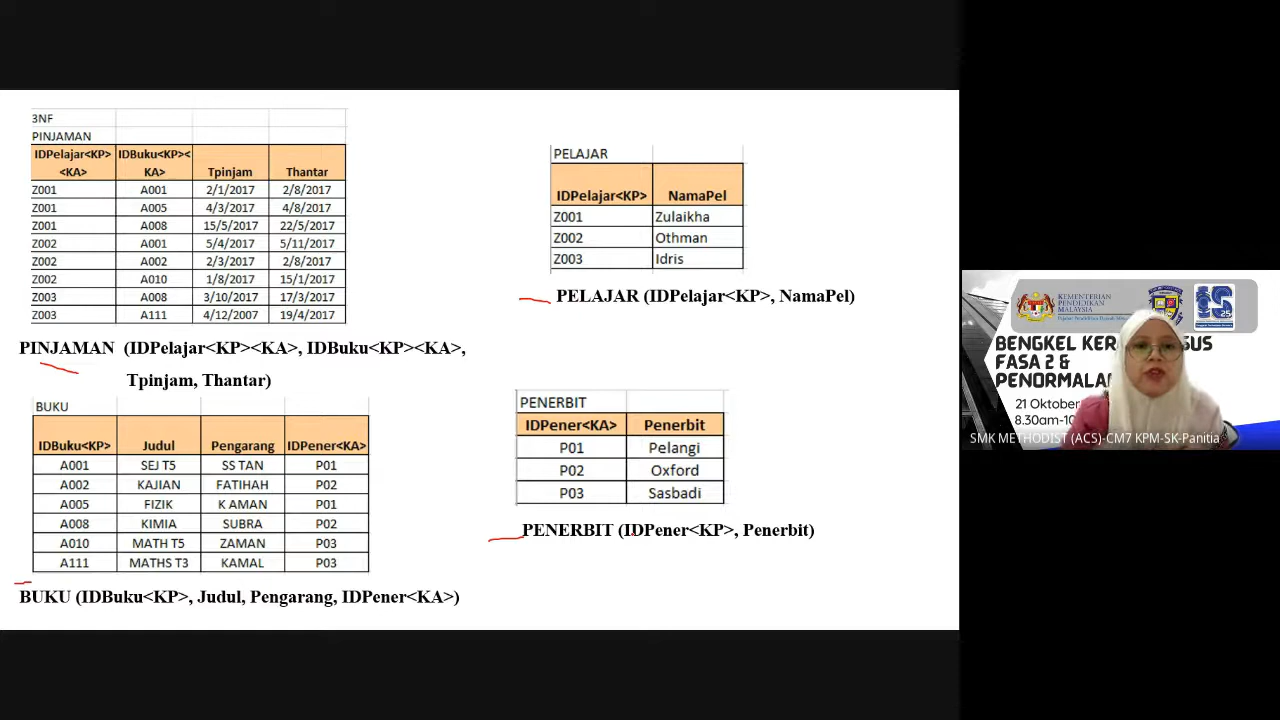 3NF
PINJAMAN
IDPelajar<KP><KA> IDBuku<KP><KA> Tpinjam Thantar
Z001 A001 2/1/2017 2/8/2017
Z001 A005 4/3/2017 4/8/2017
Z001 A008 15/5/2017 22/5/2017
Z002 A001 5/4/2017 5/11/2017
Z002 A002 2/3/2017 2/8/2017
Z002 A010 1/8/2017 15/1/2017
Z003 A008 3/10/2017 17/3/2017
Z003 A111 4/12/2007 19/4/2017
PINJAMAN (IDPelajar<KP><KA>, IDBuku<KP><KA>,
Tpinjam, Thantar)
BUKU
IDBuku<KP> Judul Pengarang IDPener<KA>
A001 SEJ T5 SS TAN P01
A002 KAJIAN FATIHAH P02
A005 FIZIK K AMAN P01
A008 KIMIA SUBRA P02
A010 MATH T5 ZAMAN P03
A111 MATHS T3 KAMAL P03
BUKU (IDBuku<KP>, Judul, Pengarang, IDPener<KA>)
PELAJAR
IDPelajar<KP> NamaPel
Z001 Zulaikha
Z002 Othman
Z003 Idris
PELAJAR (IDPelajar<KP>, NamaPel)
PENERBIT
IDPener<KA> Penerbit
P01 Pelangi
P02 Oxford
P03 Sasbadi
PENERBIT (IDPener<KP>, Penerbit)
KEMENTERIAN
PENDIDIKAN
MALAYSIA
25
BENGKEL
FASA 2 &
21
8.30am-10
SMK METHODIST (ACS)-CM7 KPM-SK-Panitia